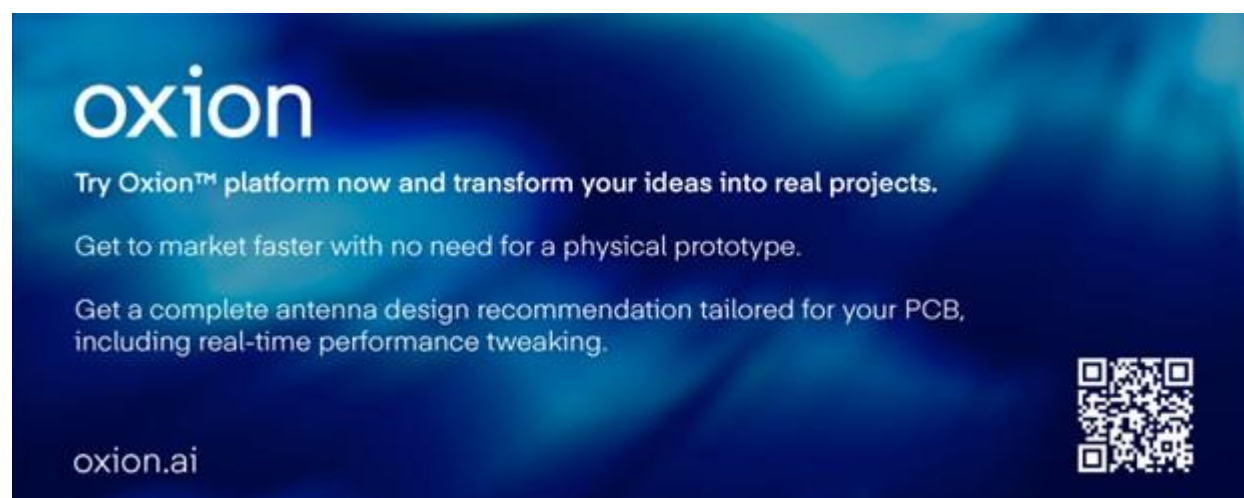 oxion
Try Oxion™ platform now and transform your ideas into real projects.
Get to market faster with no need for a physical prototype.
Get a complete antenna design recommendation tailored for your PCB,
including real-time performance tweaking.
oxion.ai